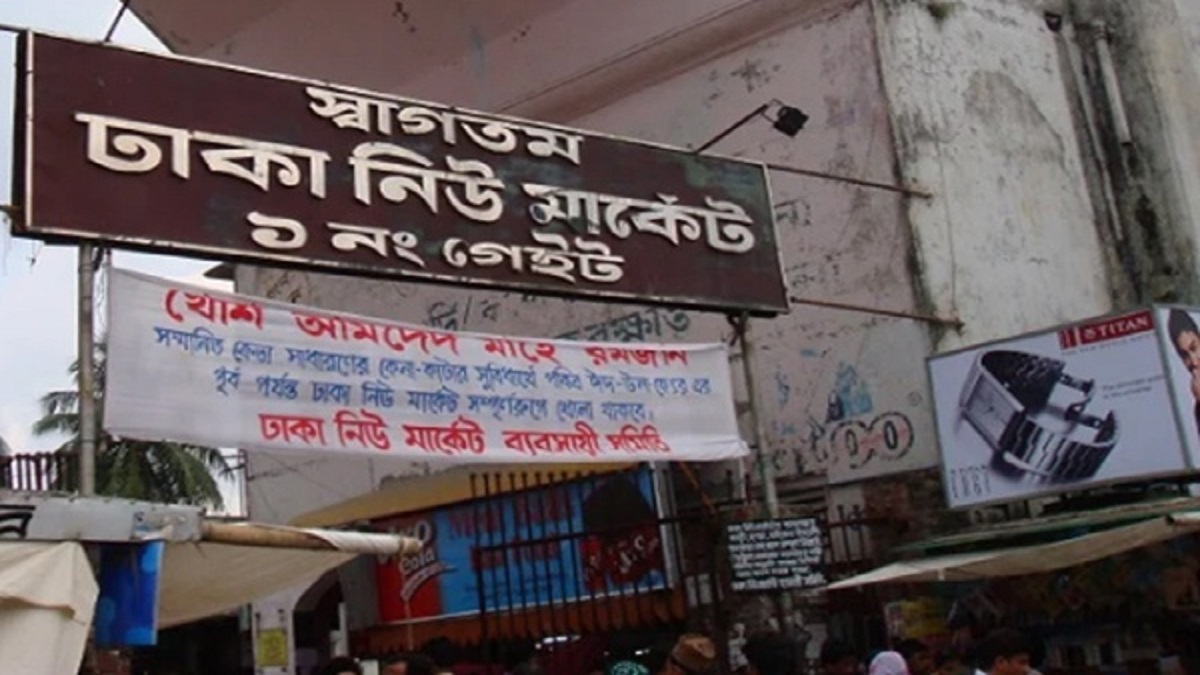 স্বাগতম
ঢাকা নিউ মার্কেট
১ নং গেইট
খোশ আমদেদ মাহে রমজান
সম্মানিত ক্রেতা সাধারণের কেনা-কাটার সুবিধার্থে পবিত্র ঈদ-উল-ফেতর এর
পূর্ব পর্যন্ত ঢাকা নিউ মার্কেট সম্পূর্ণরূপে খোলা থাকবে।
ঢাকা নিউ মার্কেট ব্যবসায়ী সমিতি
TITAN